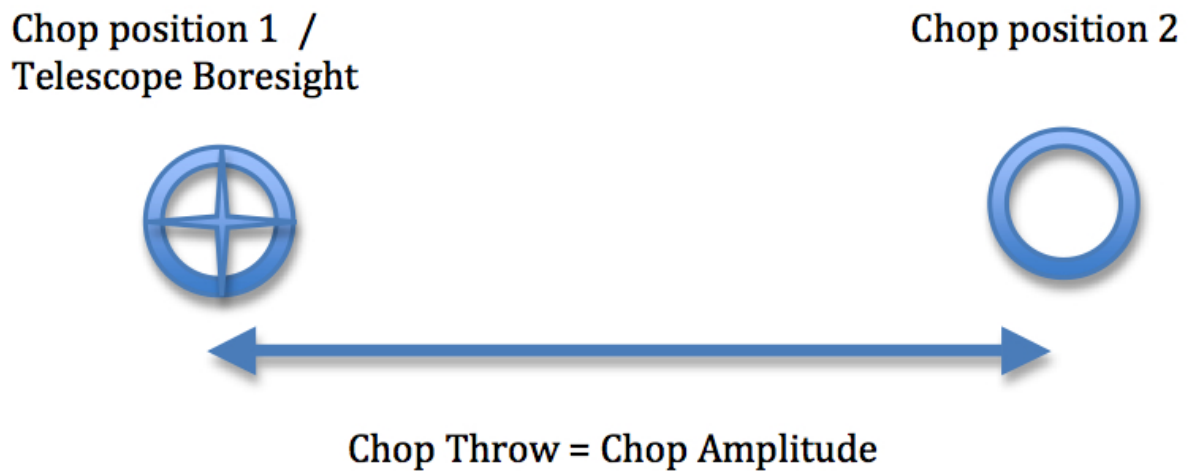 Chop position 1 /
Telescope Boresight
Chop position 2
Chop Throw = Chop Amplitude